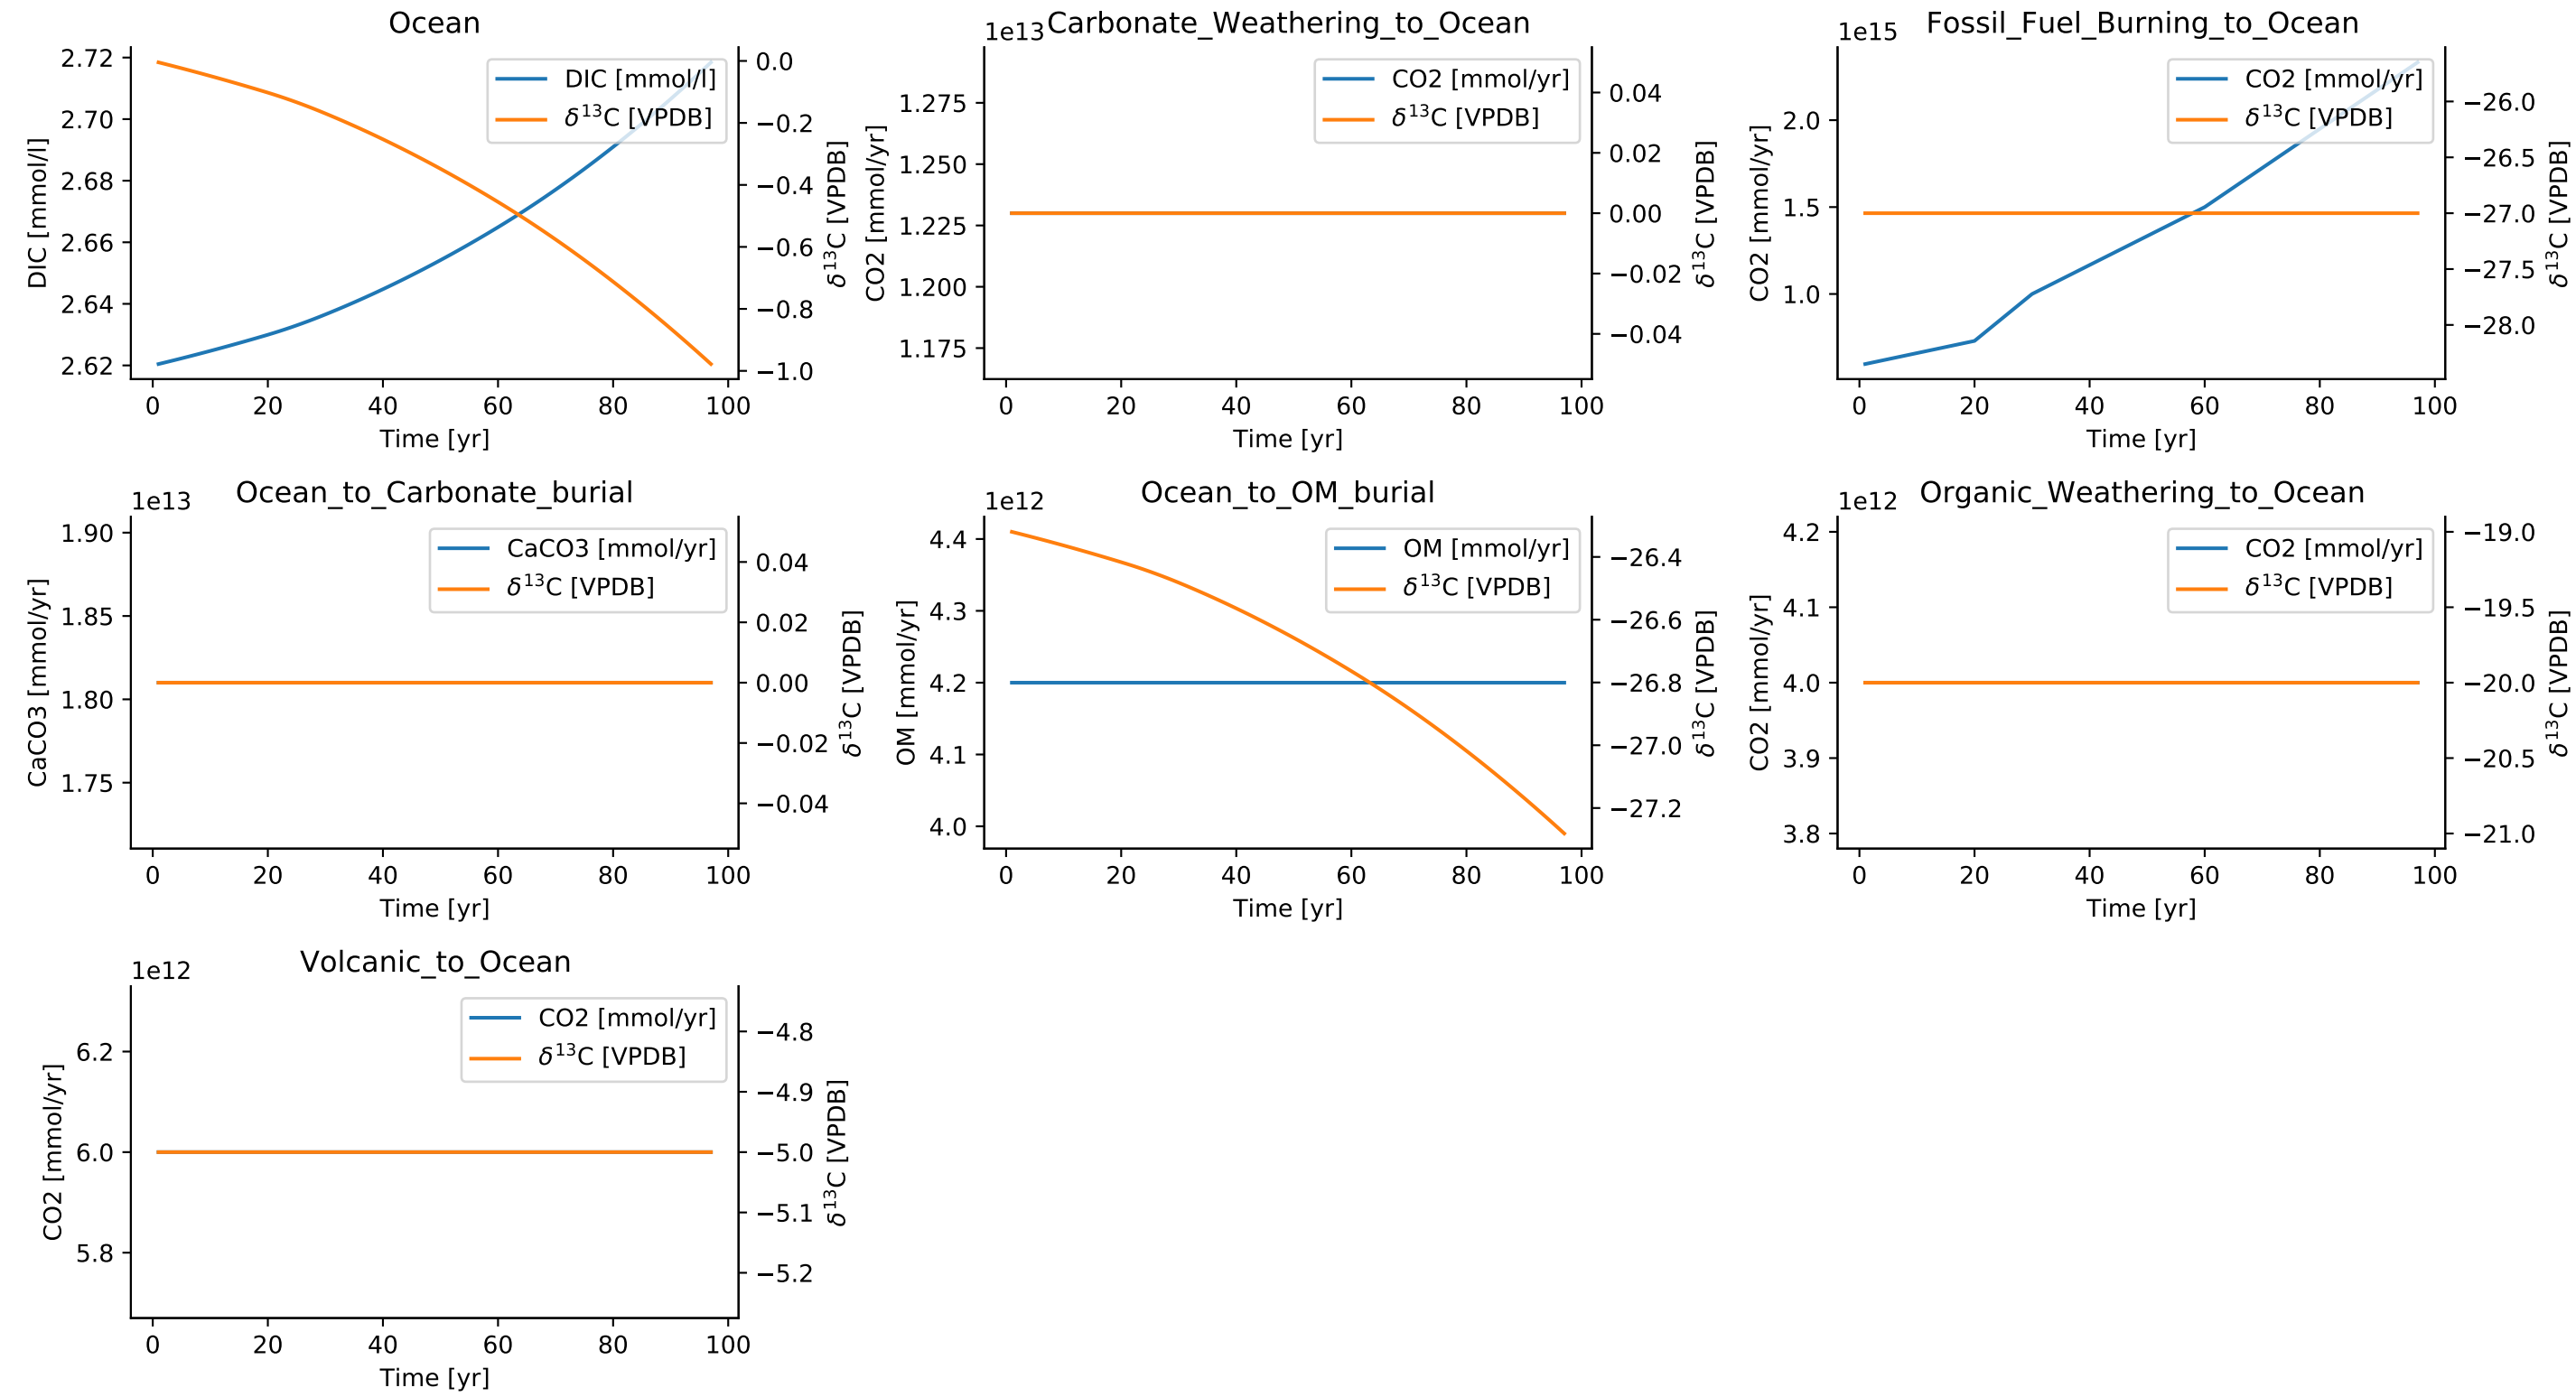 Ocean
DIC [mmol/l]
δ¹³C [VPDB]
2.72
2.70
2.68
2.66
2.64
2.62
DIC [mmol/l]
0.0
−0.2
−0.4
−0.6
−0.8
−1.0
δ¹³C [VPDB]
0 20 40 60 80 100
Time [yr]
1e13
Carbonate_Weathering_to_Ocean
CO2 [mmol/yr]
δ¹³C [VPDB]
1.275
1.250
1.225
1.200
1.175
CO2 [mmol/yr]
0.04
0.02
0.00
−0.02
−0.04
δ¹³C [VPDB]
0 20 40 60 80 100
Time [yr]
1e15
Fossil_Fuel_Burning_to_Ocean
CO2 [mmol/yr]
δ¹³C [VPDB]
2.0
1.5
1.0
CO2 [mmol/yr]
−26.0
−26.5
−27.0
−27.5
−28.0
δ¹³C [VPDB]
0 20 40 60 80 100
Time [yr]
1e13
Ocean_to_Carbonate_burial
CaCO3 [mmol/yr]
δ¹³C [VPDB]
1.90
1.85
1.80
1.75
CaCO3 [mmol/yr]
0.04
0.02
0.00
−0.02
−0.04
δ¹³C [VPDB]
0 20 40 60 80 100
Time [yr]
1e12
Ocean_to_OM_burial
OM [mmol/yr]
δ¹³C [VPDB]
4.4
4.3
4.2
4.1
4.0
OM [mmol/yr]
−26.4
−26.6
−26.8
−27.0
−27.2
δ¹³C [VPDB]
0 20 40 60 80 100
Time [yr]
1e12
Organic_Weathering_to_Ocean
CO2 [mmol/yr]
δ¹³C [VPDB]
4.2
4.1
4.0
3.9
3.8
CO2 [mmol/yr]
−19.0
−19.5
−20.0
−20.5
−21.0
δ¹³C [VPDB]
0 20 40 60 80 100
Time [yr]
1e12
Volcanic_to_Ocean
CO2 [mmol/yr]
δ¹³C [VPDB]
6.2
6.0
5.8
CO2 [mmol/yr]
−4.8
−4.9
−5.0
−5.1
−5.2
δ¹³C [VPDB]
0 20 40 60 80 100
Time [yr]